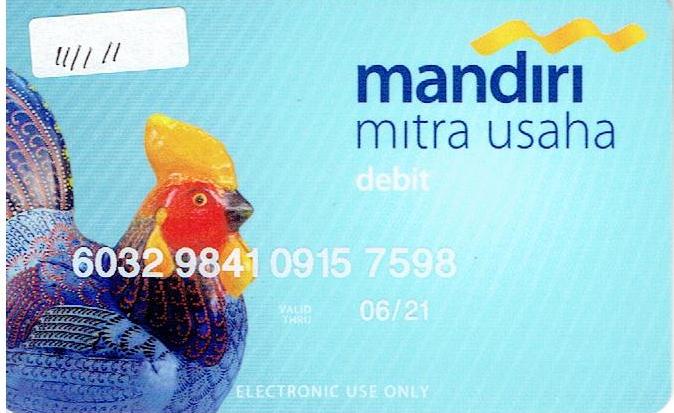 mandiri
mitra usaha
debit
6032 9841 0915 7598
VALID
THRU 06/21
ELECTRONIC USE ONLY